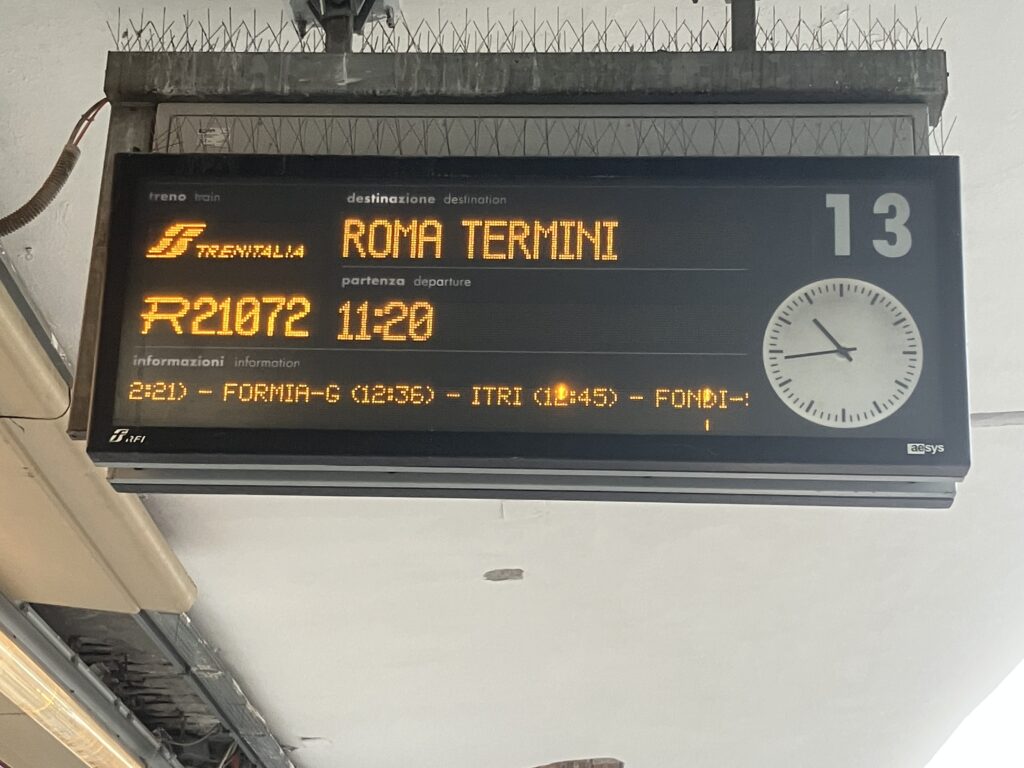 treno train
destinazione destination
13
TRENITALIA
ROMA TERMINI
partenza departure
R21072
11:20
informazioni information
2:21) - FORMIA-G (12:36) - ITRI (12:45) - FONDI-
RFI
aesys